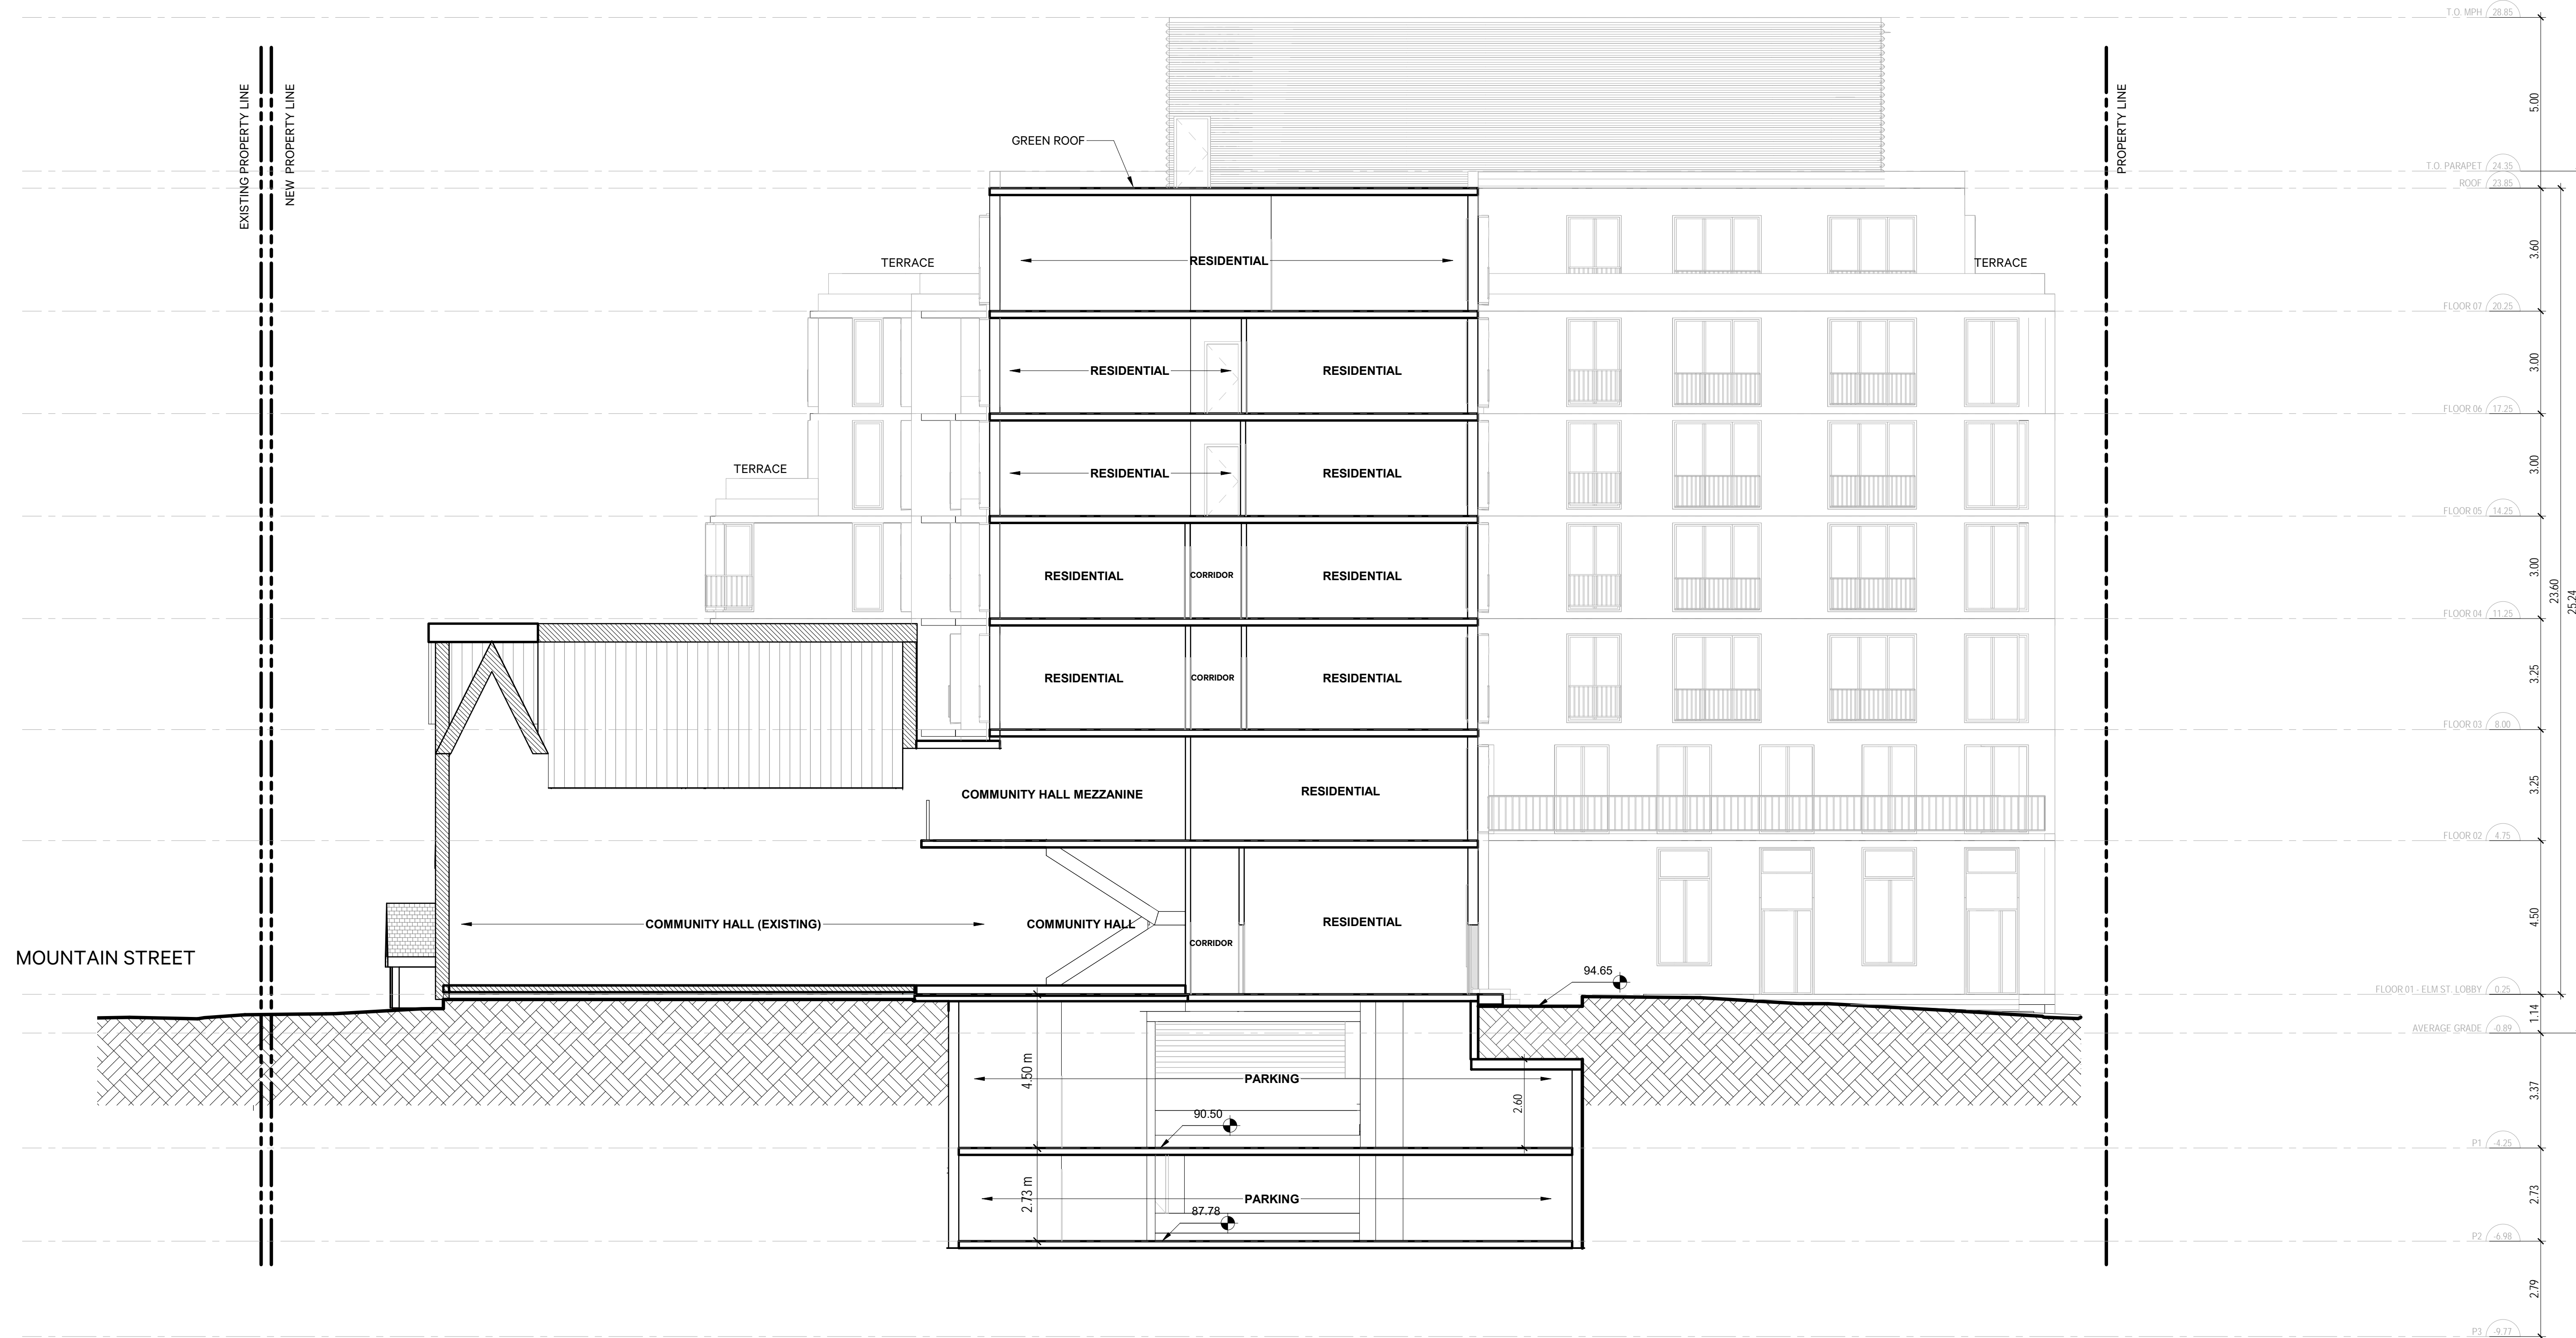 T.O. MPH 28.85
EXISTING PROPERTY LINE
NEW PROPERTY LINE
PROPERTY LINE
5.00
GREEN ROOF
T.O. PARAPET 24.35
ROOF 23.85
RESIDENTIAL
TERRACE
TERRACE
3.60
FLOOR 07 20.25
RESIDENTIAL
RESIDENTIAL
3.00
FLOOR 06 17.25
TERRACE
RESIDENTIAL
RESIDENTIAL
3.00
FLOOR 05 14.25
RESIDENTIAL
CORRIDOR
RESIDENTIAL
3.00
23.60
25.24
FLOOR 04 11.25
RESIDENTIAL
CORRIDOR
RESIDENTIAL
3.25
FLOOR 03 8.00
COMMUNITY HALL MEZZANINE
RESIDENTIAL
3.25
FLOOR 02 4.75
COMMUNITY HALL (EXISTING)
COMMUNITY HALL
CORRIDOR
RESIDENTIAL
4.50
MOUNTAIN STREET
94.65
FLOOR 01 - ELM ST. LOBBY 0.25
1.14
AVERAGE GRADE -0.89
4.50 m
PARKING
2.60
3.37
90.50
P1 -4.25
2.73 m
PARKING
2.73
87.78
P2 -6.98
2.79
P3 -9.77